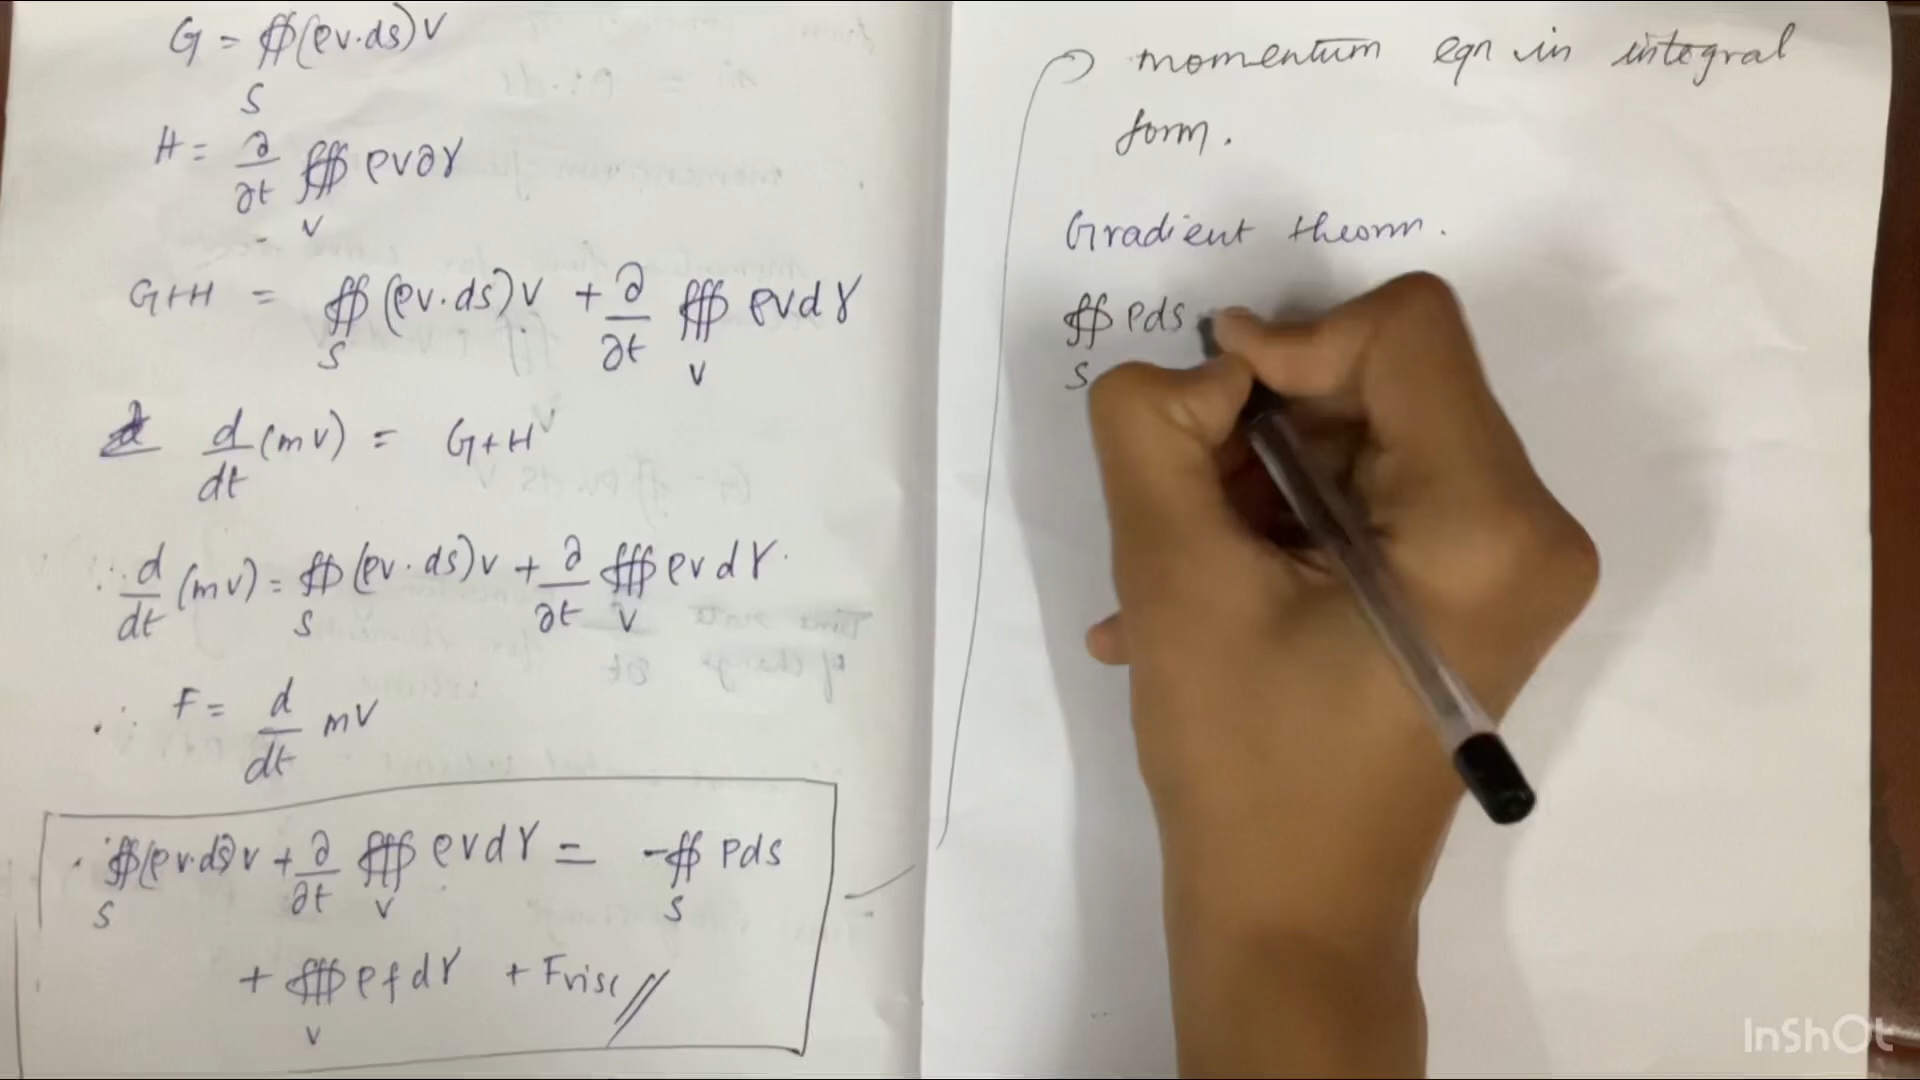 G = ∯(ρv.ds)v
S
H = ∂/∂t ∰ ρv∂γ
V
G+H = ∯(ρv.ds)v + ∂/∂t ∰ ρvdγ
S V
d/dt (mv) = G+H
∴ d/dt (mv) = ∯(ρv.ds)v + ∂/∂t ∰ ρvdγ.
S V
∴ F = d/dt mv
∴ ∯(ρv.ds)v + ∂/∂t ∰ ρvdγ = -∯ Pds
S V S
+ ∰ ρfdγ + Fvisc //
V
momentum eqn in integral
form.
Gradient theorm.
∯ Pds
S
InShOt